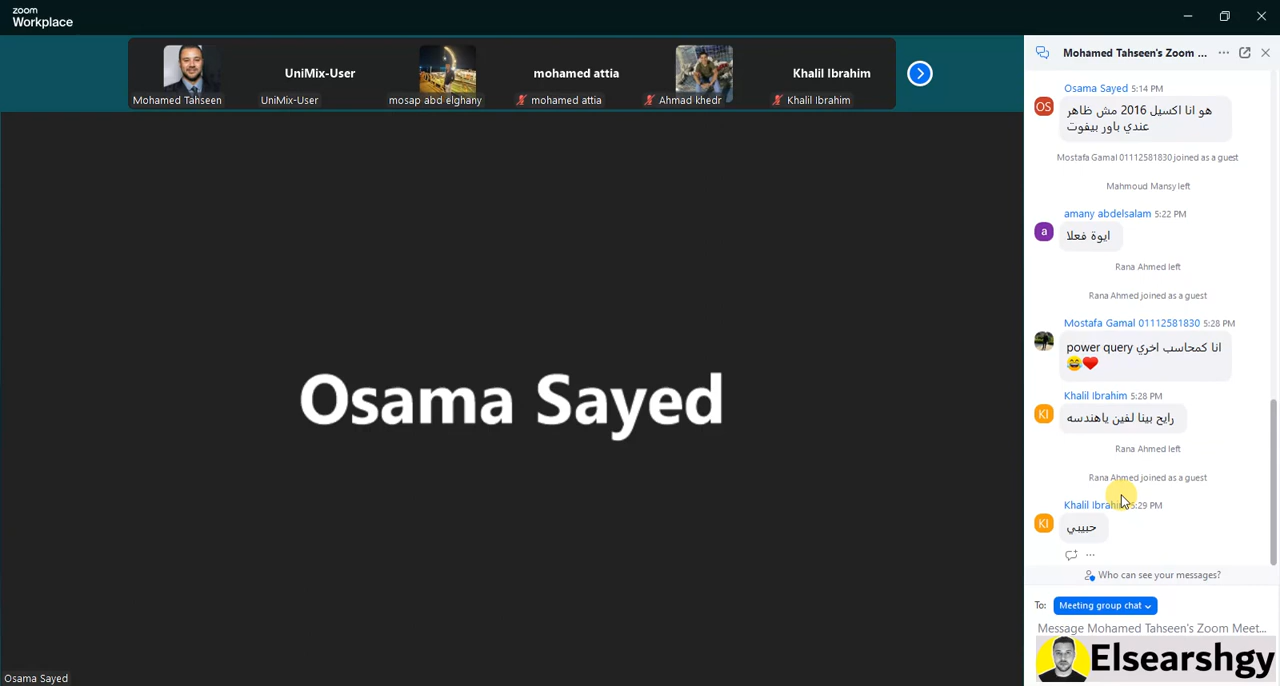 zoom
Workplace
UniMix-User
mohamed attia
Khalil Ibrahim
Mohamed Tahseen
UniMix-User
mosap abd elghany
mohamed attia
Ahmad khedr
Khalil Ibrahim
Osama Sayed
Osama Sayed
Mohamed Tahseen's Zoom ...
OS
Osama Sayed 5:14 PM
هو انا اكسيل 2016 مش ظاهر
عندي باور بيفوت
Mostafa Gamal 01112581830 joined as a guest
Mahmoud Mansy left
a
amany abdelsalam 5:22 PM
ايوة فعلا
Rana Ahmed left
Rana Ahmed joined as a guest
Mostafa Gamal 01112581830 5:28 PM
انا كمحاسب اخري power query
😂❤️
Khalil Ibrahim 5:28 PM
KI
رايح بينا لفين ياهندسه
Rana Ahmed left
Rana Ahmed joined as a guest
Khalil Ibrahim 5:29 PM
KI
حبيبي
Who can see your messages?
To: Meeting group chat
Message Mohamed Tahseen's Zoom Meet...
Elsearshgy